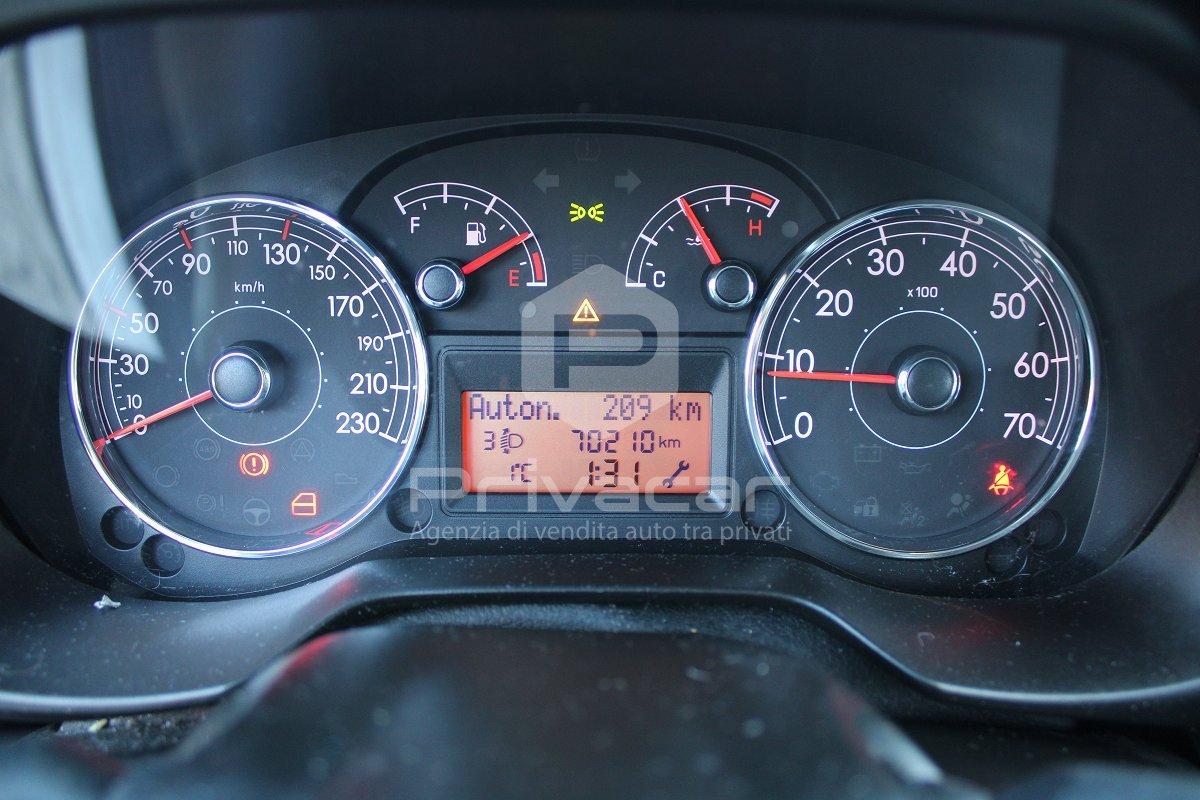 F
E
C
H
0
10
30
50
70
90
110
130
150
170
190
210
230
km/h
0
10
20
30
40
50
60
70
x100
ABS
Auton. 209 km
3 70210 km
1°C 1:31
P
Privacar
Agenzia di vendita auto tra privati